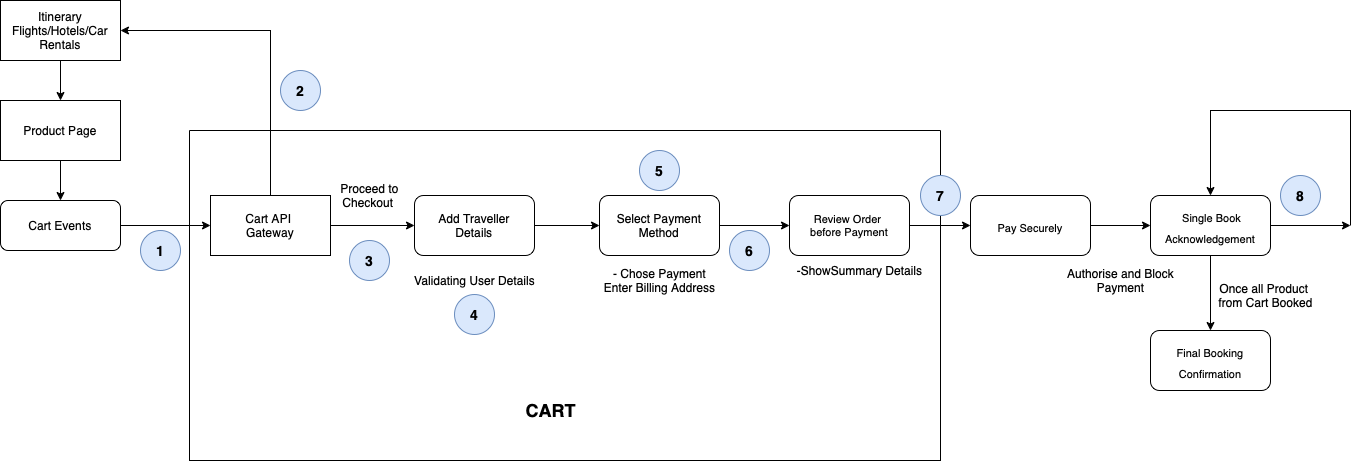 Itinerary
Flights/Hotels/Car
Rentals
2
Product Page
5
Proceed to
Checkout
7
8
Cart Events
Cart API
Gateway
Add Traveller
Details
Select Payment
Method
Review Order
before Payment
Pay Securely
Single Book
Acknowledgement
1
3
6
Validating User Details
- Chose Payment
Enter Billing Address
-ShowSummary Details
Authorise and Block
Payment
Once all Product
from Cart Booked
4
Final Booking
Confirmation
CART